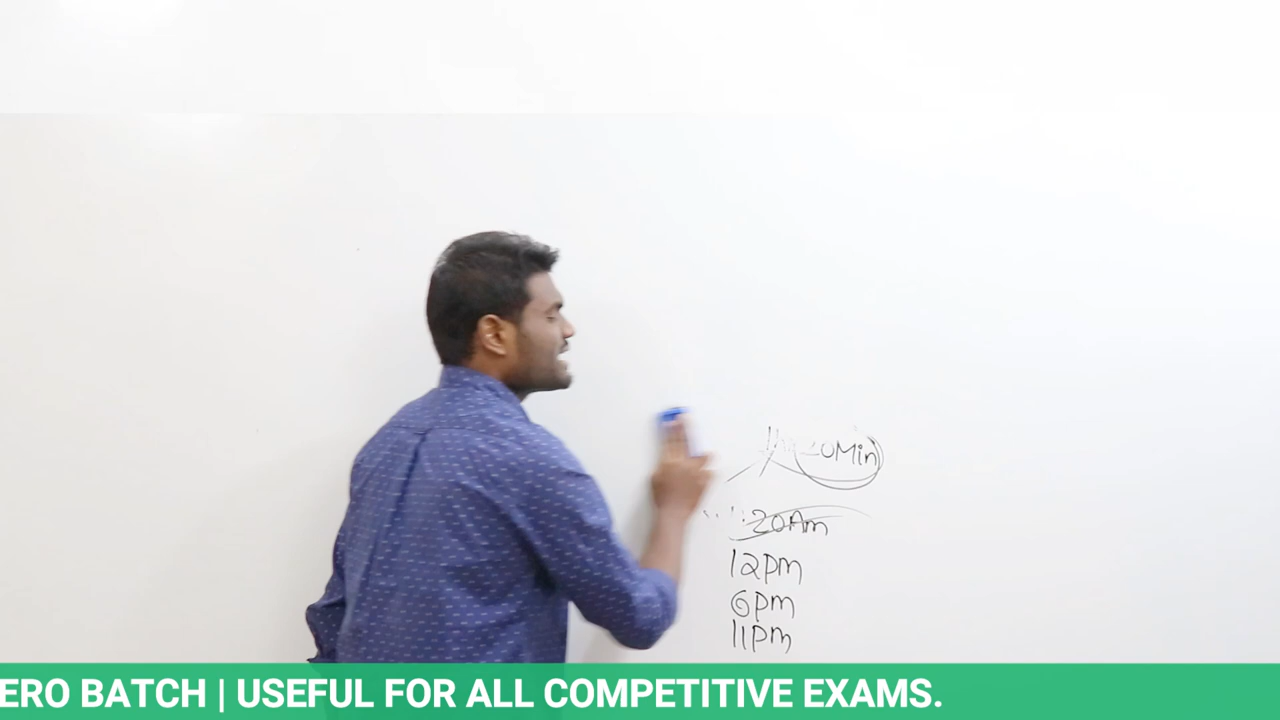 20Min
:20Am
12pm
6pm
11pm
ERO BATCH | USEFUL FOR ALL COMPETITIVE EXAMS.